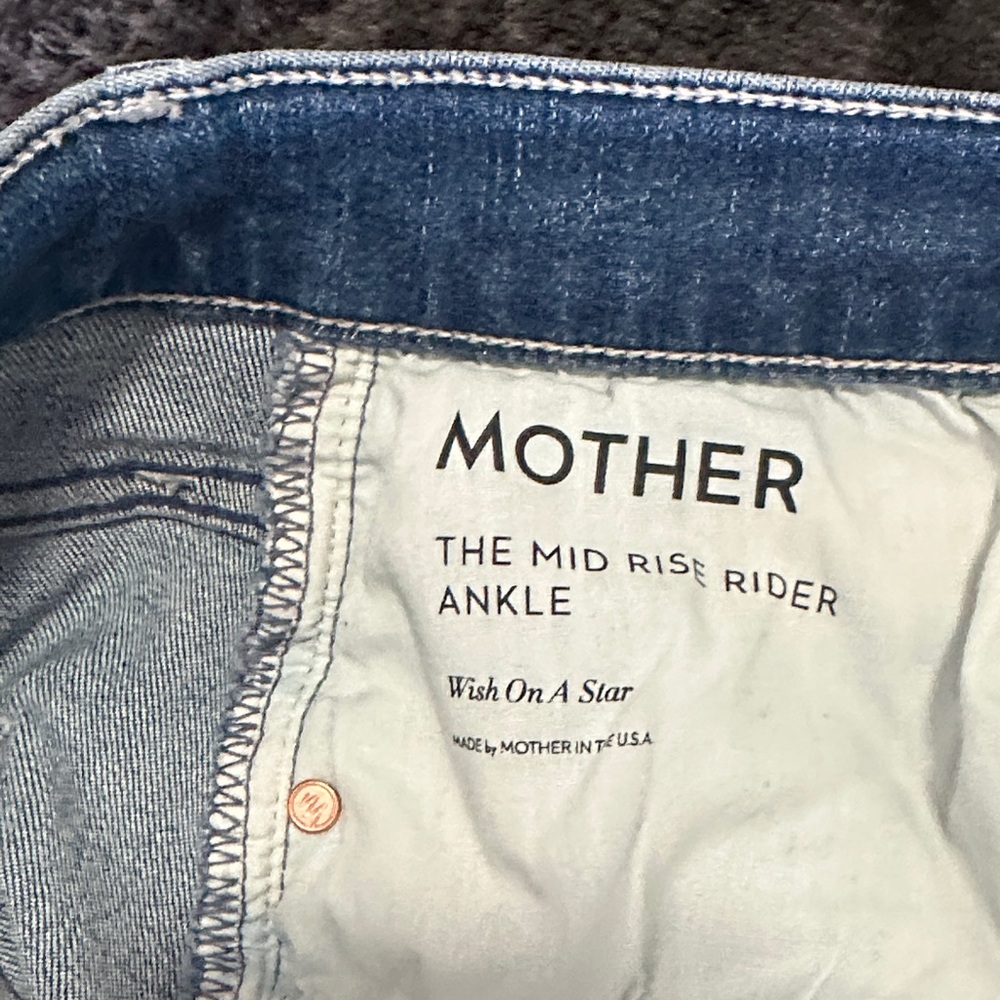 MOTHER
THE MID RISE RIDER
ANKLE
Wish On A Star
MADE by MOTHER IN THE U.S.A